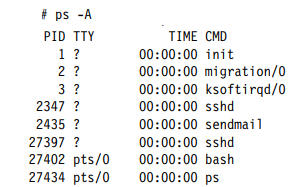 # ps -A
PID TTY TIME CMD
1 ? 00:00:00 init
2 ? 00:00:00 migration/0
3 ? 00:00:00 ksoftirqd/0
2347 ? 00:00:00 sshd
2435 ? 00:00:00 sendmail
27397 ? 00:00:00 sshd
27402 pts/0 00:00:00 bash
27434 pts/0 00:00:00 ps